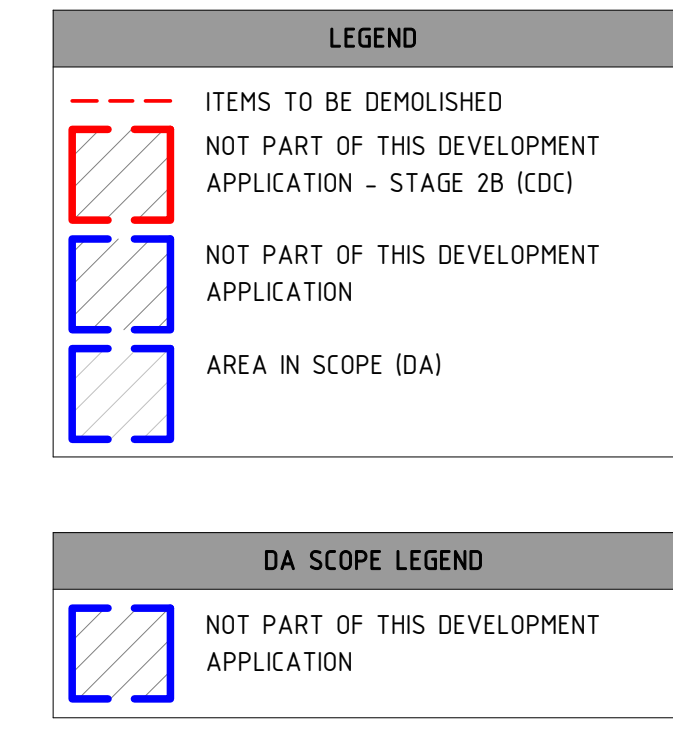 LEGEND
ITEMS TO BE DEMOLISHED
NOT PART OF THIS DEVELOPMENT
APPLICATION - STAGE 2B (CDC)
NOT PART OF THIS DEVELOPMENT
APPLICATION
AREA IN SCOPE (DA)
DA SCOPE LEGEND
NOT PART OF THIS DEVELOPMENT
APPLICATION